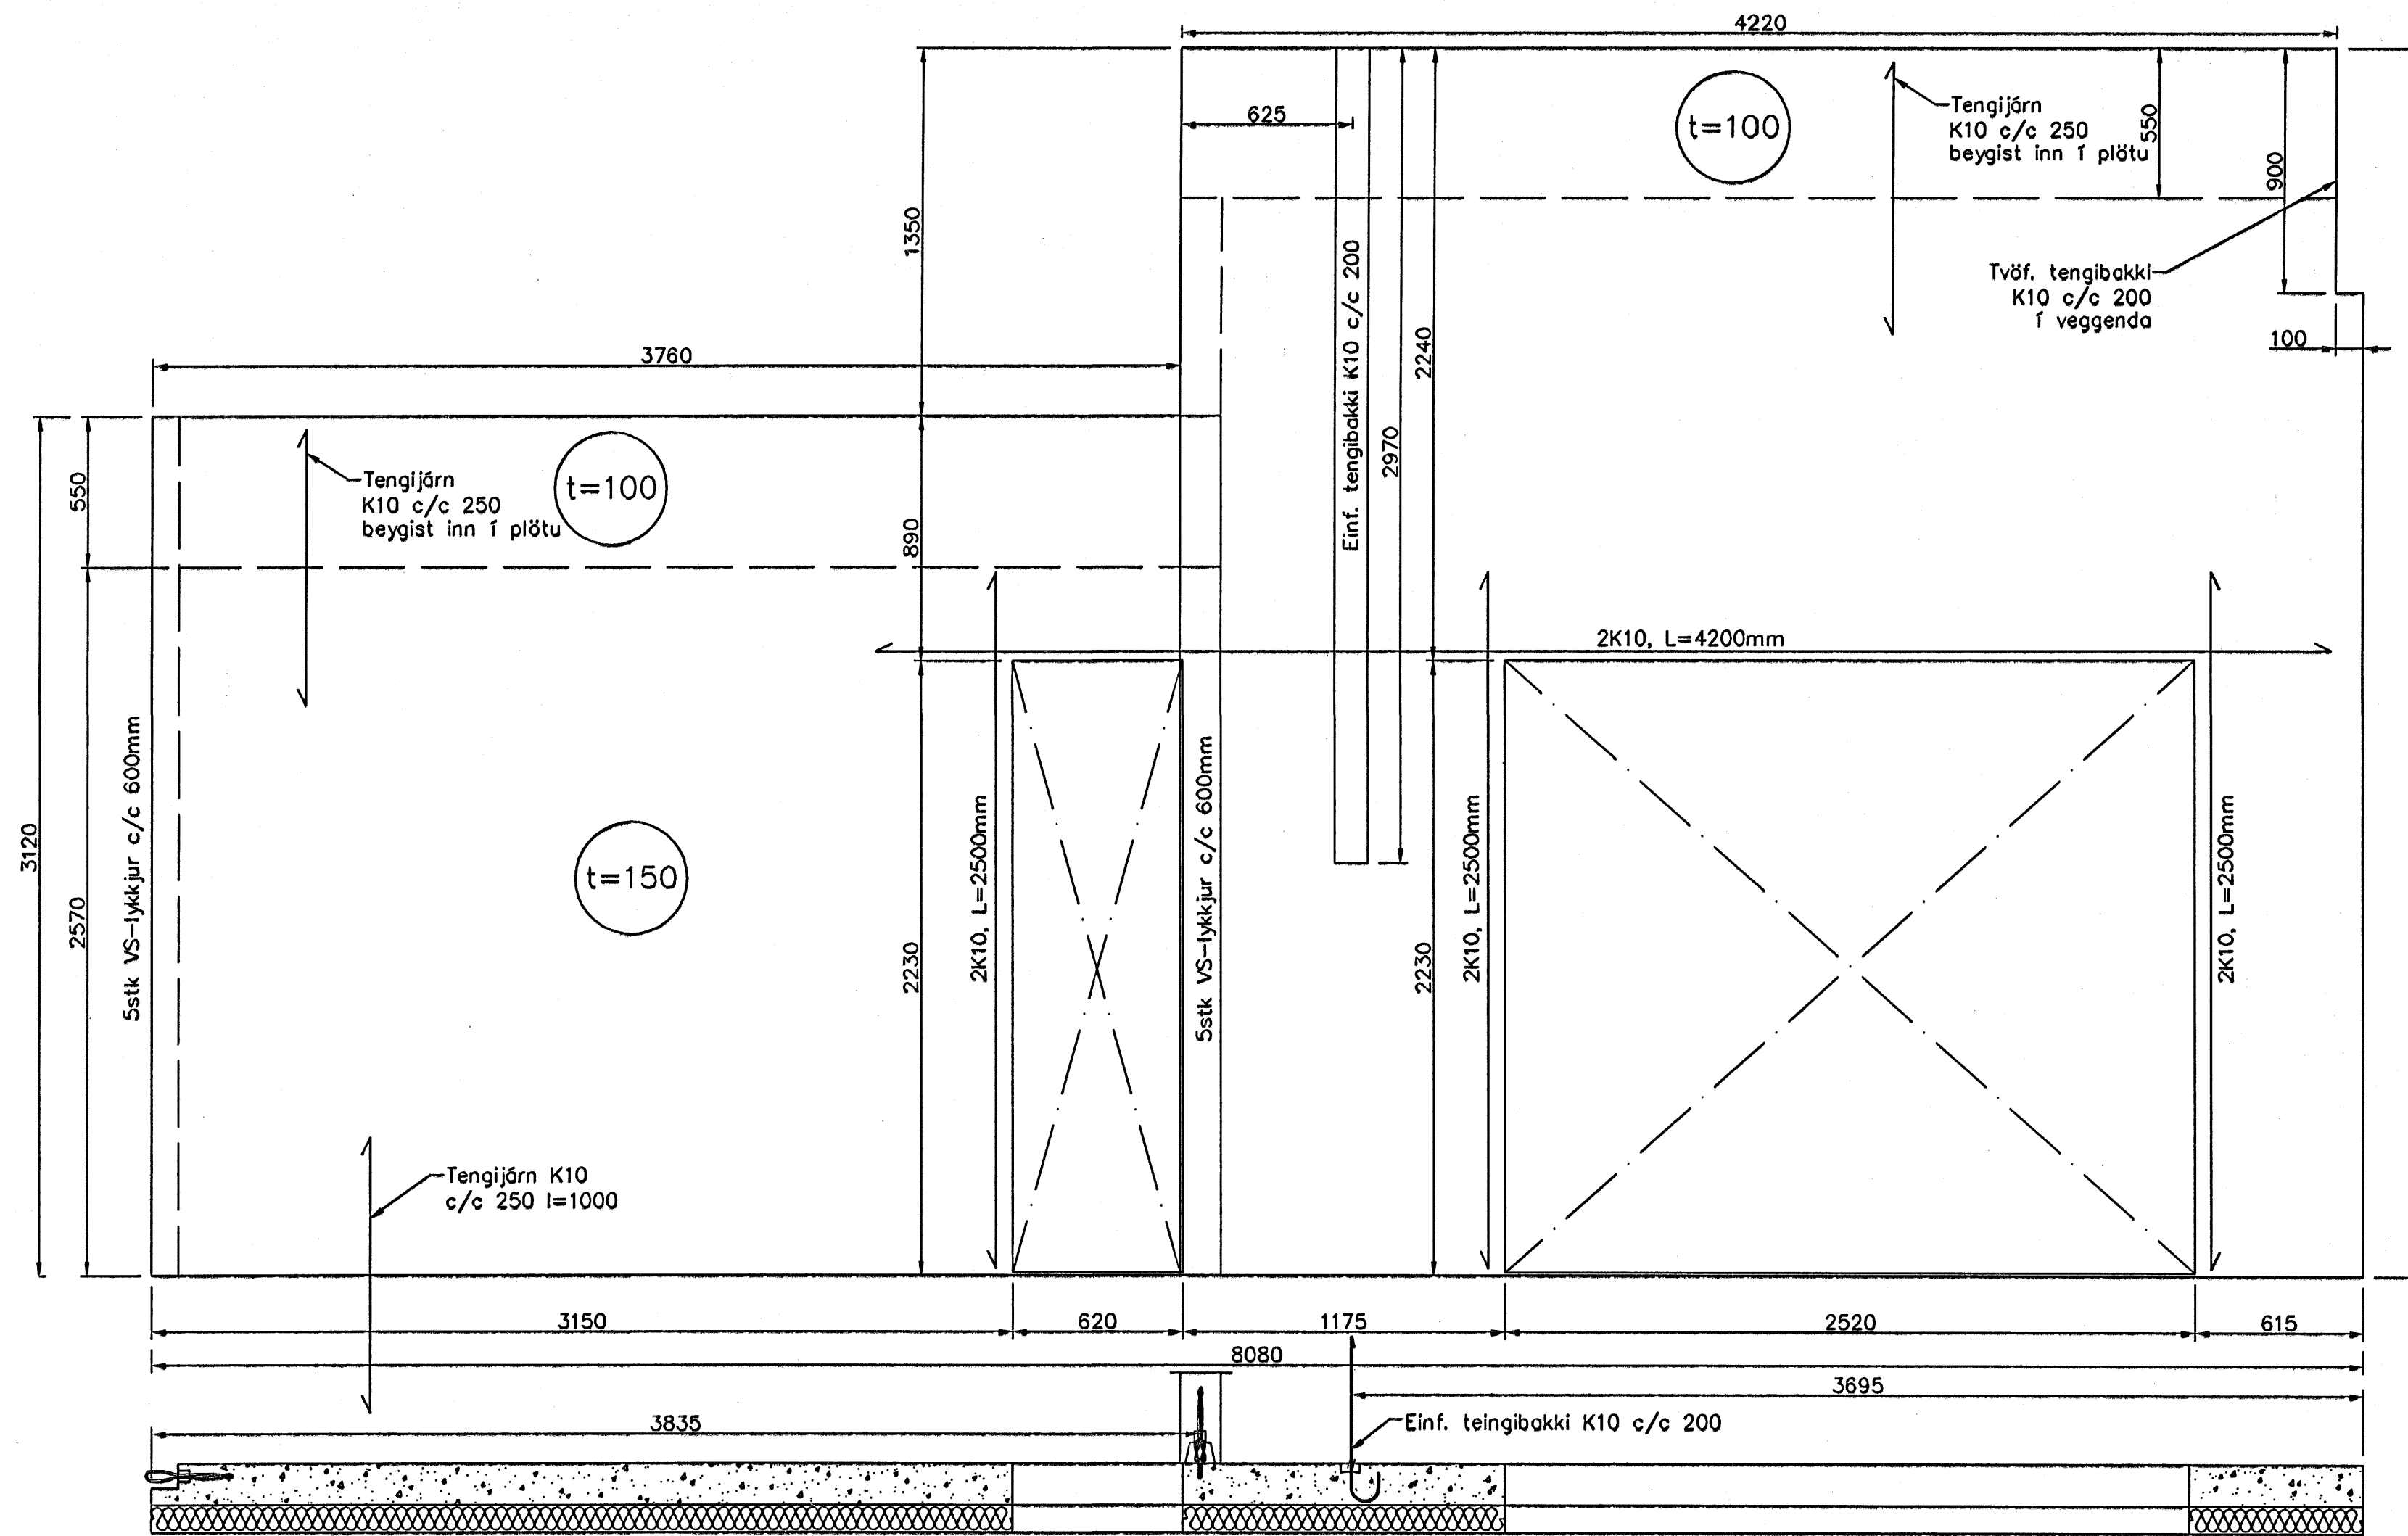 4220
625
t=100
Tengijárn
K10 c/c 250
beygist inn í plötu
550
900
1350
Einf. tengibakki K10 c/c 200
2240
2970
Tvöf. tengibakki
K10 c/c 200
í veggenda
100
3760
550
Tengijárn
K10 c/c 250
beygist inn í plötu
t=100
890
2K10, L=4200mm
3120
2570
5stk VS-lykkjur c/c 600mm
t=150
2230
2K10, L=2500mm
5stk VS-lykkjur c/c 600mm
2230
2K10, L=2500mm
2K10, L=2500mm
Tengijárn K10
c/c 250 l=1000
3150
620
1175
2520
615
8080
3695
3835
Einf. teingibakki K10 c/c 200